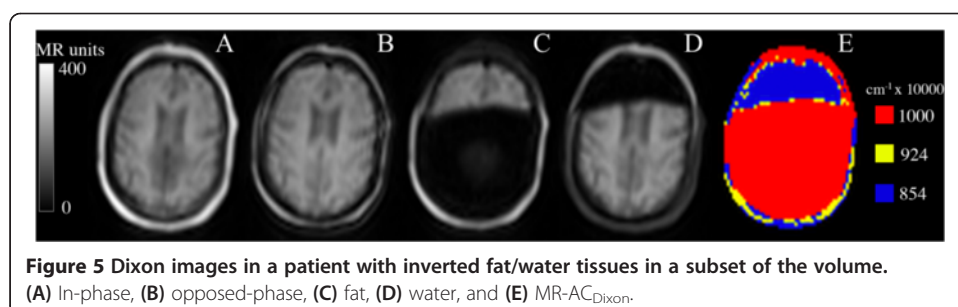 MR units
400
0
A
B
C
D
E
cm⁻¹ x 10000
1000
924
854
Figure 5 Dixon images in a patient with inverted fat/water tissues in a subset of the volume.
(A) In-phase, (B) opposed-phase, (C) fat, (D) water, and (E) MR-ACDixon.